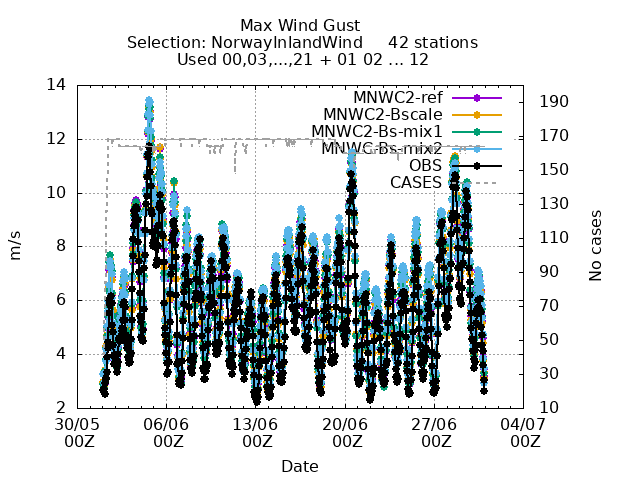 Max Wind Gust
Selection: NorwayInlandWind     42 stations
Used 00,03,...,21 + 01 02 ... 12
MNWC2-ref
MNWC2-Bscale
MNWC2-Bs-mix1
MNWC-Bs-mix2
OBS
CASES
14
12
10
8
6
4
2
m/s
190
170
150
130
110
90
70
50
30
10
No cases
30/05 06/06 13/06 20/06 27/06 04/07
00Z 00Z 00Z 00Z 00Z 00Z
Date